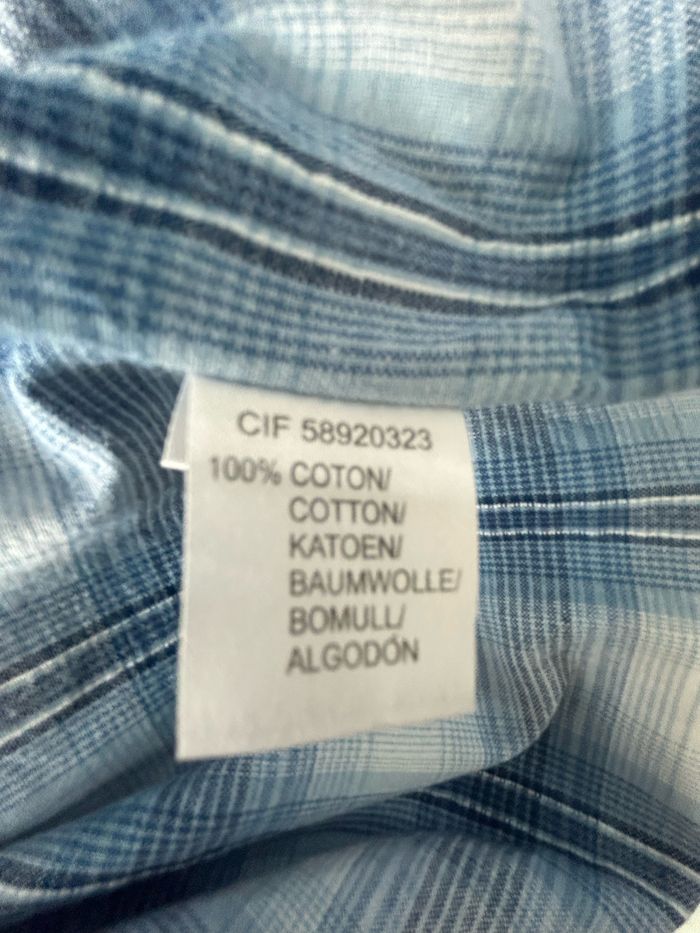 CIF 58920323
100% COTON/
COTTON/
KATOEN/
BAUMWOLLE/
BOMULL/
ALGODÓN